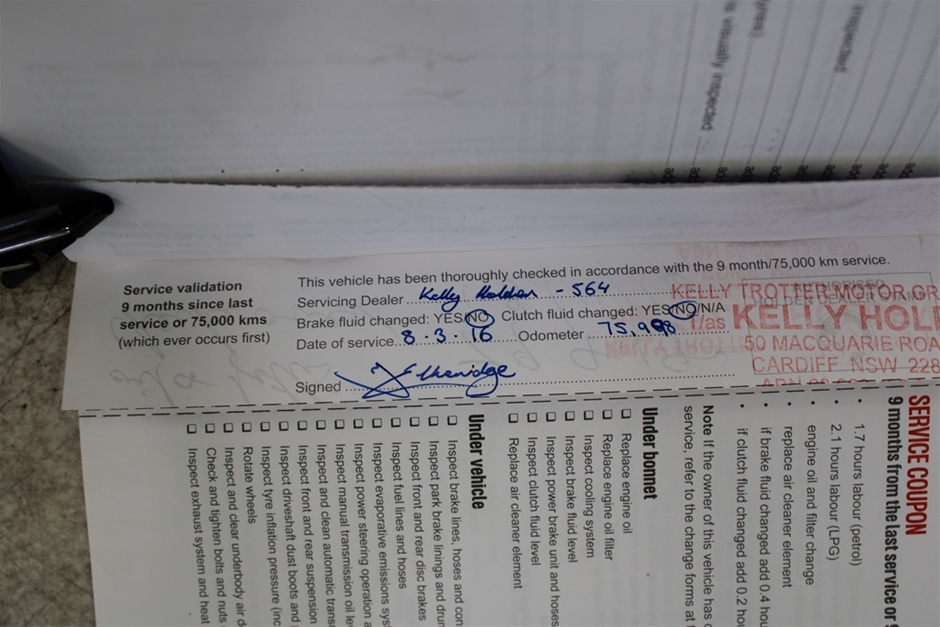 is visually inspected
inspected
Service validation
9 months since last
service or 75,000 kms
(which ever occurs first)
This vehicle has been thoroughly checked in accordance with the 9 month/75,000 km service.
Servicing Dealer Kelly Holden - 564
Brake fluid changed: YES/NO Clutch fluid changed: YES/NO/N/A
Date of service 8.3.16 Odometer
Signed
KELLY TROTTER MOTOR GR
T/as KELLY HOL
50 MACQUARIE ROA
CARDIFF NSW 228
SERVICE COUPON
9 months from the last service or
• 1.7 hours labour (petrol)
• 2.1 hours labour (LPG)
• engine oil and filter change
• replace air cleaner element
• if brake fluid changed add 0.4 hou
• if clutch fluid changed add 0.2 hou
Note If the owner of this vehicle has
service, refer to the change forms at
Under bonnet
❑ Replace engine oil
❑ Replace engine oil filter
❑ Inspect cooling system
❑ Inspect brake fluid level
❑ Inspect power brake unit and hoses
❑ Inspect clutch fluid level
❑ Replace air cleaner element
Under vehicle
❑ Inspect brake lines, hoses and con
❑ Inspect park brake linings and drun
❑ Inspect front and rear disc brakes
❑ Inspect fuel lines and hoses
❑ Inspect evaporative emissions sys
❑ Inspect power steering operation a
❑ Inspect manual transmission oil le
❑ Inspect and clean automatic trans
❑ Inspect front and rear suspension
❑ Inspect driveshaft dust boots and
❑ Inspect tyre inflation pressure (inc
❑ Rotate wheels
❑ Inspect and clear underbody air d
❑ Check and tighten bolts and nuts
❑ Inspect exhaust system and heat